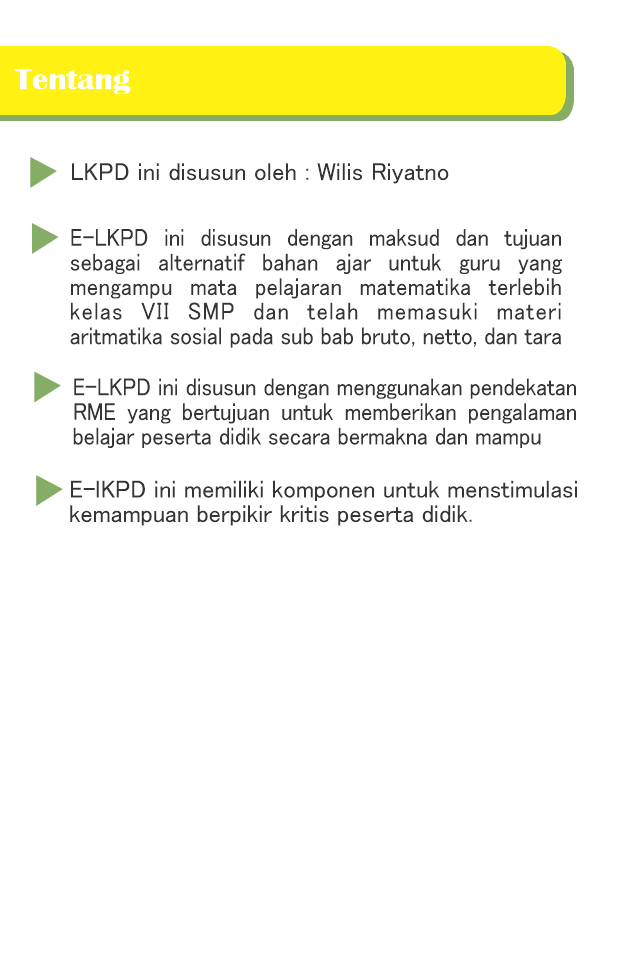 Tentang
LKPD ini disusun oleh : Wilis Riyatno
E-LKPD ini disusun dengan maksud dan tujuan
sebagai alternatif bahan ajar untuk guru yang
mengampu mata pelajaran matematika terlebih
kelas VII SMP dan telah memasuki materi
aritmatika sosial pada sub bab bruto, netto, dan tara
E-LKPD ini disusun dengan menggunakan pendekatan
RME yang bertujuan untuk memberikan pengalaman
belajar peserta didik secara bermakna dan mampu
E-IKPD ini memiliki komponen untuk menstimulasi
kemampuan berpikir kritis peserta didik.